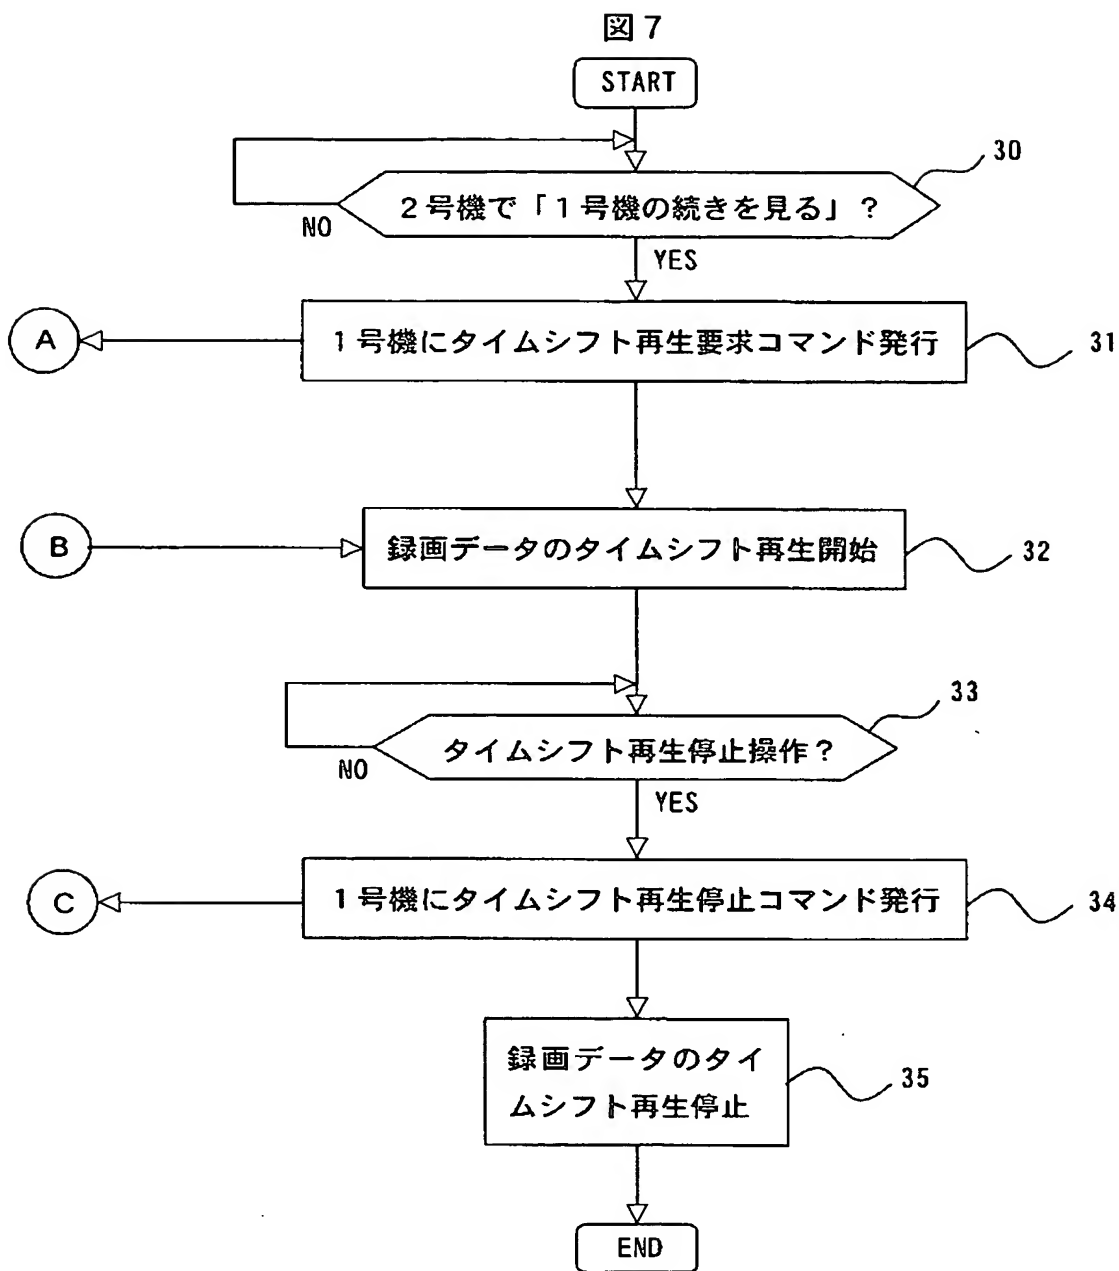 図7
START
30
2号機で「1号機の続きを見る」?
NO
YES
A
1号機にタイムシフト再生要求コマンド発行
31
B
録画データのタイムシフト再生開始
32
33
タイムシフト再生停止操作?
NO
YES
C
1号機にタイムシフト再生停止コマンド発行
34
録画データのタイ
ムシフト再生停止
35
END